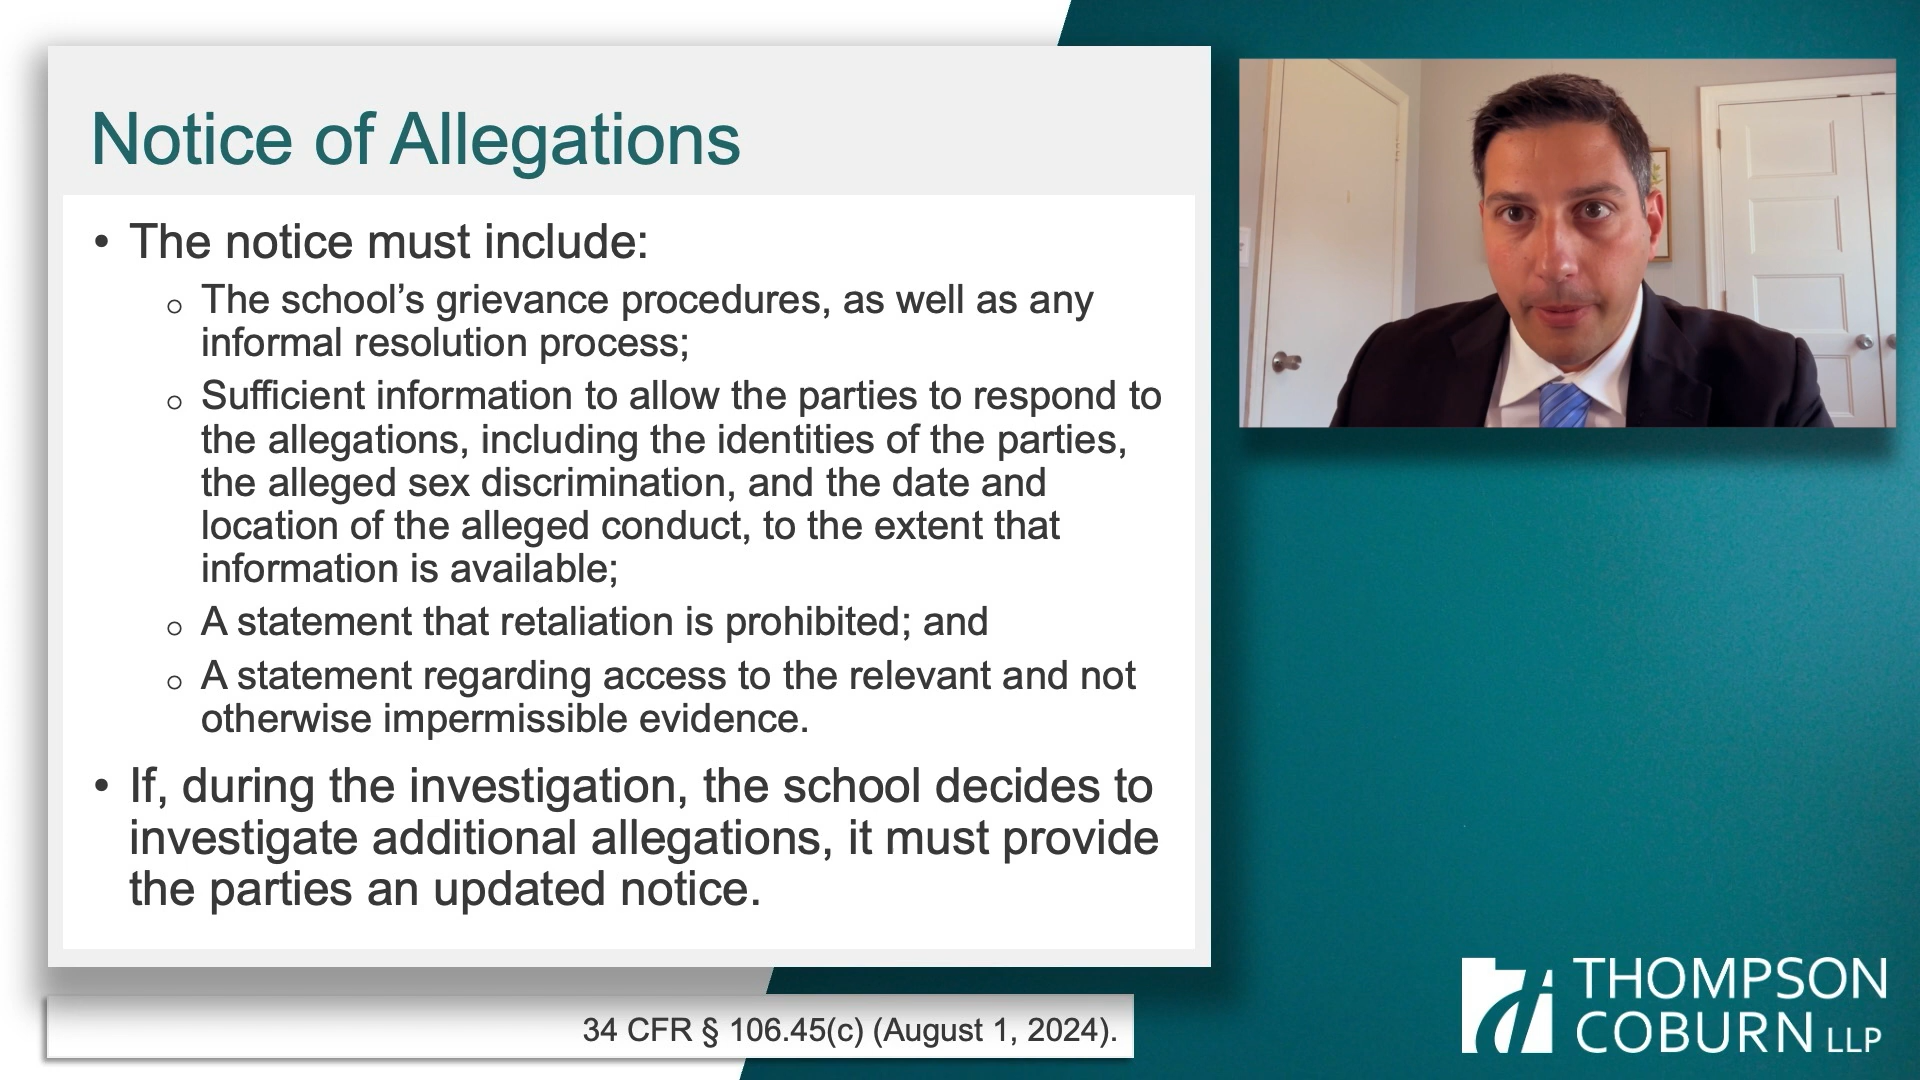 Notice of Allegations
• The notice must include:
o The school’s grievance procedures, as well as any
informal resolution process;
o Sufficient information to allow the parties to respond to
the allegations, including the identities of the parties,
the alleged sex discrimination, and the date and
location of the alleged conduct, to the extent that
information is available;
o A statement that retaliation is prohibited; and
o A statement regarding access to the relevant and not
otherwise impermissible evidence.
• If, during the investigation, the school decides to
investigate additional allegations, it must provide
the parties an updated notice.
34 CFR § 106.45(c) (August 1, 2024).
THOMPSON
COBURN LLP